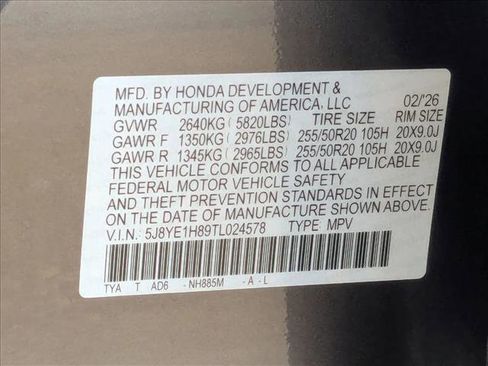 MFD. BY HONDA DEVELOPMENT &
MANUFACTURING OF AMERICA, LLC 02/'26
GVWR 2640KG (5820LBS) TIRE SIZE RIM SIZE
GAWR F 1350KG (2976LBS) 255/50R20 105H 20X9.0J
GAWR R 1345KG (2965LBS) 255/50R20 105H 20X9.0J
THIS VEHICLE CONFORMS TO ALL APPLICABLE
FEDERAL MOTOR VEHICLE SAFETY
AND THEFT PREVENTION STANDARDS IN EFFECT
ON THE DATE OF MANUFACTURE SHOWN ABOVE.
V.I.N: 5J8YE1H89TL024578 TYPE MPV
TYA T AD6 - NH885M - A - L